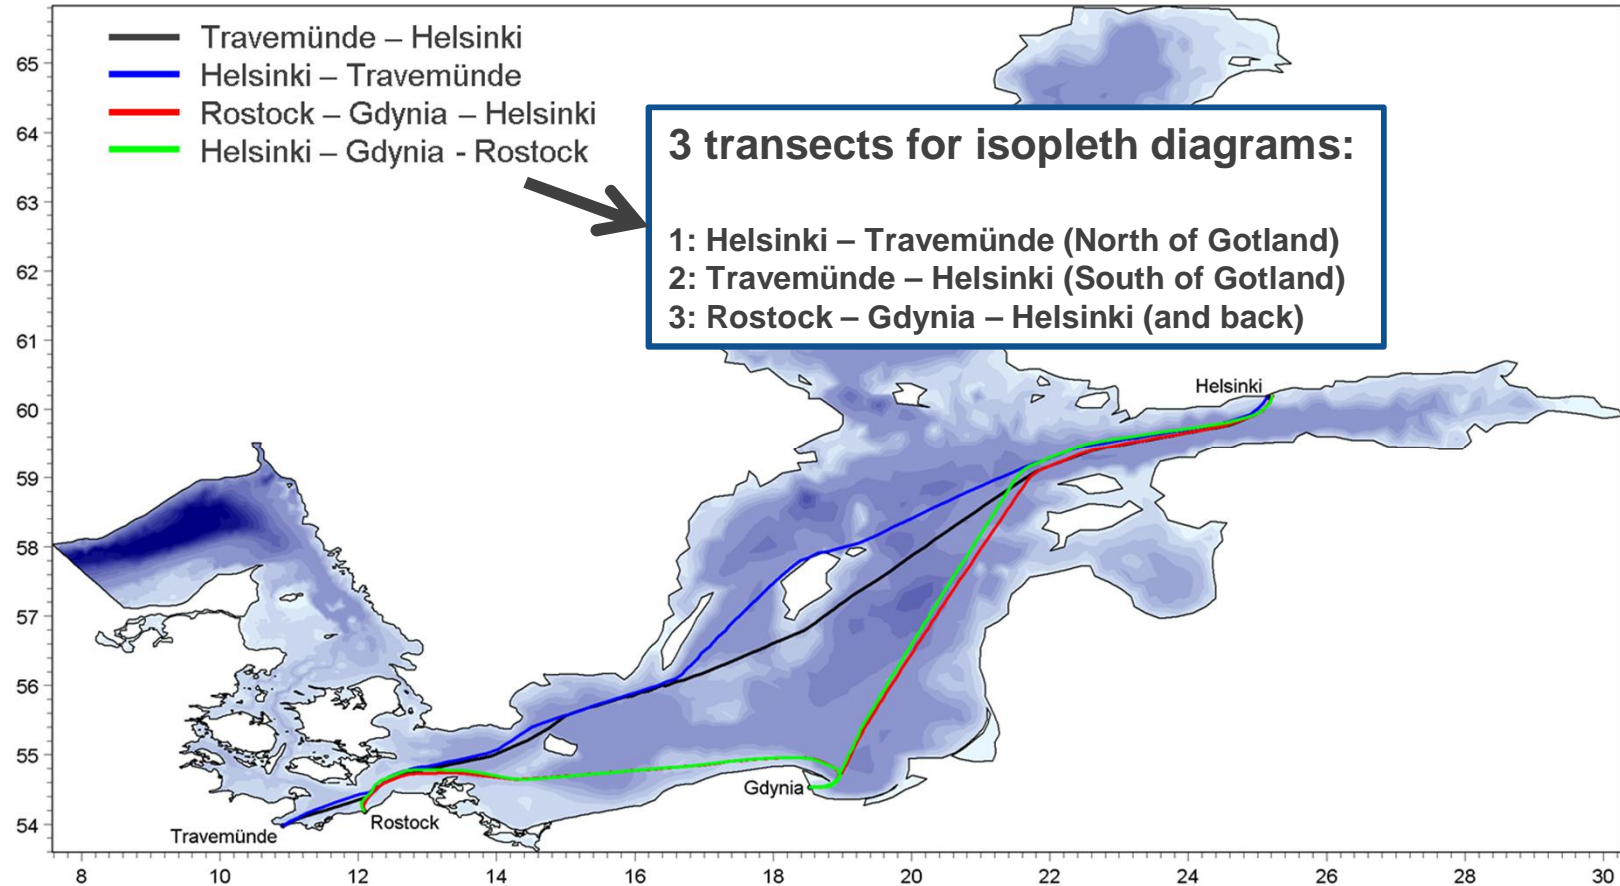 Travemünde – Helsinki
Helsinki – Travemünde
Rostock – Gdynia – Helsinki
Helsinki – Gdynia - Rostock
3 transects for isopleth diagrams:
1: Helsinki – Travemünde (North of Gotland)
2: Travemünde – Helsinki (South of Gotland)
3: Rostock – Gdynia – Helsinki (and back)
65
64
63
62
61
60
59
58
57
56
55
54
Helsinki
Gdynia
Rostock
Travemünde
8 10 12 14 16 18 20 22 24 26 28 30